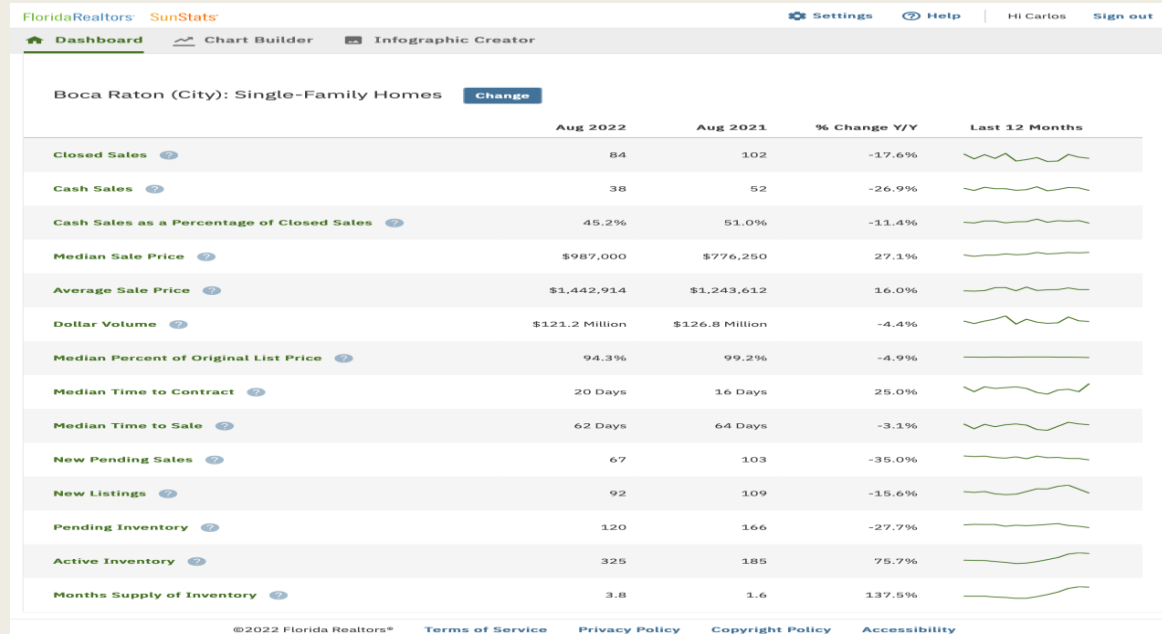 FloridaRealtors® SunStats® Settings Help Hi Carlos Sign out
Dashboard Chart Builder Infographic Creator
Boca Raton (City): Single-Family Homes Change
Aug 2022 Aug 2021 % Change Y/Y Last 12 Months
Closed Sales ? 84 102 -17.6%
Cash Sales ? 38 52 -26.9%
Cash Sales as a Percentage of Closed Sales ? 45.2% 51.0% -11.4%
Median Sale Price ? $987,000 $776,250 27.1%
Average Sale Price ? $1,442,914 $1,243,612 16.0%
Dollar Volume ? $121.2 Million $126.8 Million -4.4%
Median Percent of Original List Price ? 94.3% 99.2% -4.9%
Median Time to Contract ? 20 Days 16 Days 25.0%
Median Time to Sale ? 62 Days 64 Days -3.1%
New Pending Sales ? 67 103 -35.0%
New Listings ? 92 109 -15.6%
Pending Inventory ? 120 166 -27.7%
Active Inventory ? 325 185 75.7%
Months Supply of Inventory ? 3.8 1.6 137.5%
©2022 Florida Realtors® Terms of Service Privacy Policy Copyright Policy Accessibility